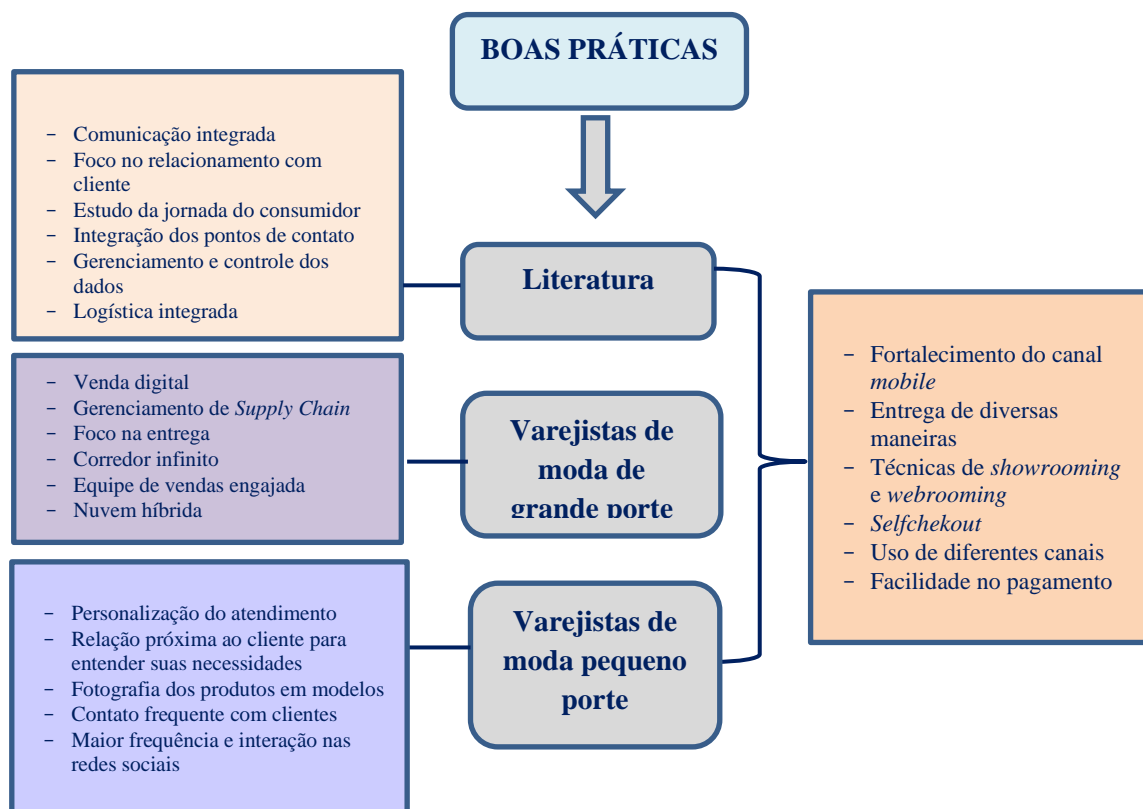 BOAS PRÁTICAS
– Comunicação integrada
– Foco no relacionamento com
cliente
– Estudo da jornada do consumidor
– Integração dos pontos de contato
– Gerenciamento e controle dos
dados
– Logística integrada
Literatura
– Venda digital
– Gerenciamento de Supply Chain
– Foco na entrega
– Corredor infinito
– Equipe de vendas engajada
– Nuvem híbrida
Varejistas de
moda de
grande porte
– Personalização do atendimento
– Relação próxima ao cliente para
entender suas necessidades
– Fotografia dos produtos em modelos
– Contato frequente com clientes
– Maior frequência e interação nas
redes sociais
Varejistas de
moda pequeno
porte
– Fortalecimento do canal
mobile
– Entrega de diversas
maneiras
– Técnicas de showrooming
e webrooming
– Selfchekout
– Uso de diferentes canais
– Facilidade no pagamento